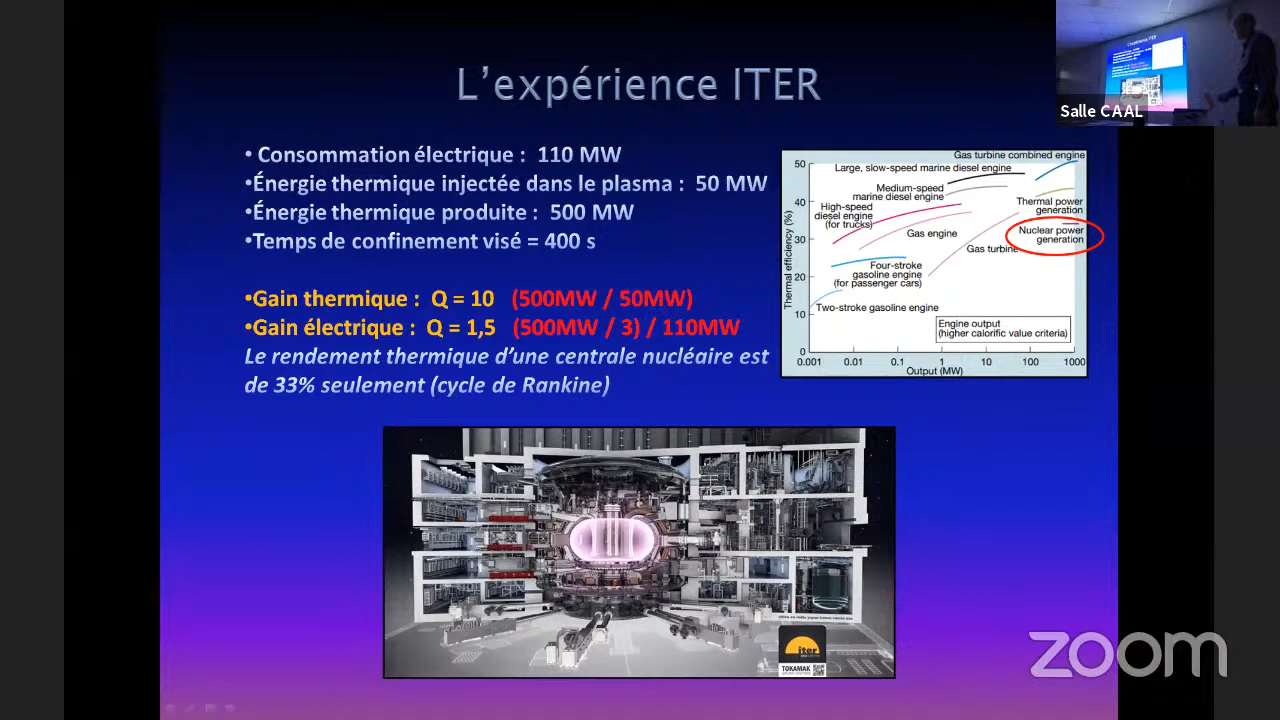 L'expérience ITER
Salle CAAL
• Consommation électrique : 110 MW
•Énergie thermique injectée dans le plasma : 50 MW
•Énergie thermique produite : 500 MW
•Temps de confinement visé = 400 s
•Gain thermique : Q = 10 (500MW / 50MW)
•Gain électrique : Q = 1,5 (500MW / 3) / 110MW
Le rendement thermique d'une centrale nucléaire est
de 33% seulement (cycle de Rankine)
Gas turbine combined engine
Large, slow-speed marine diesel engine
Medium-speed
marine diesel engine
High-speed
diesel engine
(for trucks)
Thermal power
generation
Nuclear power
generation
Gas engine
Gas turbine
Four-stroke
gasoline engine
(for passenger cars)
Two-stroke gasoline engine
Engine output
(higher calorific value criteria)
Thermal efficiency (%)
50
40
30
20
10
0
0.001 0.01 0.1 1 10 100 1000
Output (MW)
iter
TOKAMAK
zoom